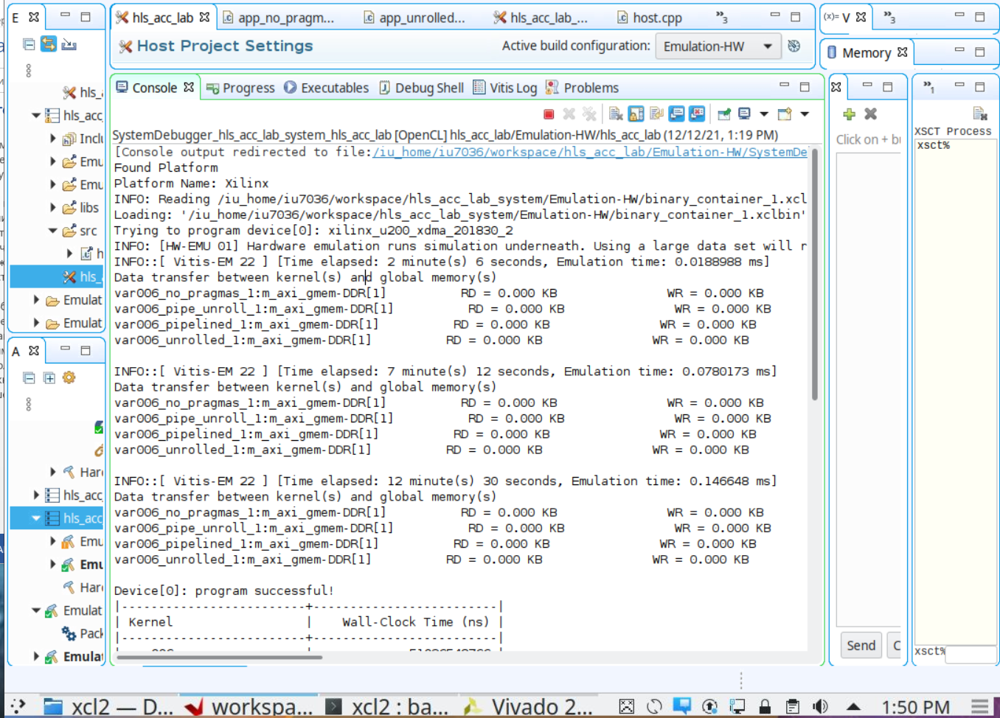 E
hls_acc_lab
app_no_pragm...
app_unrolled...
hls_acc_lab_...
host.cpp
»3
(x)= V
»3
Host Project Settings
Active build configuration:
Emulation-HW
Memory
Console
Progress
Executables
Debug Shell
Vitis Log
Problems
»1
SystemDebugger_hls_acc_lab_system_hls_acc_lab [OpenCL] hls_acc_lab/Emulation-HW/hls_acc_lab (12/12/21, 1:19 PM)
[Console output redirected to file:/iu_home/iu7036/workspace/hls_acc_lab/Emulation-HW/SystemDe
Found Platform
Platform Name: Xilinx
INFO: Reading /iu_home/iu7036/workspace/hls_acc_lab_system/Emulation-HW/binary_container_1.xcl
Loading: '/iu_home/iu7036/workspace/hls_acc_lab_system/Emulation-HW/binary_container_1.xclbin'
Trying to program device[0]: xilinx_u200_xdma_201830_2
INFO: [HW-EMU 01] Hardware emulation runs simulation underneath. Using a large data set will r
INFO::[ Vitis-EM 22 ] [Time elapsed: 2 minute(s) 6 seconds, Emulation time: 0.0188988 ms]
Data transfer between kernel(s) and global memory(s)
var006_no_pragmas_1:m_axi_gmem-DDR[1] RD = 0.000 KB WR = 0.000 KB
var006_pipe_unroll_1:m_axi_gmem-DDR[1] RD = 0.000 KB WR = 0.000 KB
var006_pipelined_1:m_axi_gmem-DDR[1] RD = 0.000 KB WR = 0.000 KB
var006_unrolled_1:m_axi_gmem-DDR[1] RD = 0.000 KB WR = 0.000 KB
INFO::[ Vitis-EM 22 ] [Time elapsed: 7 minute(s) 12 seconds, Emulation time: 0.0780173 ms]
Data transfer between kernel(s) and global memory(s)
var006_no_pragmas_1:m_axi_gmem-DDR[1] RD = 0.000 KB WR = 0.000 KB
var006_pipe_unroll_1:m_axi_gmem-DDR[1] RD = 0.000 KB WR = 0.000 KB
var006_pipelined_1:m_axi_gmem-DDR[1] RD = 0.000 KB WR = 0.000 KB
var006_unrolled_1:m_axi_gmem-DDR[1] RD = 0.000 KB WR = 0.000 KB
INFO::[ Vitis-EM 22 ] [Time elapsed: 12 minute(s) 30 seconds, Emulation time: 0.146648 ms]
Data transfer between kernel(s) and global memory(s)
var006_no_pragmas_1:m_axi_gmem-DDR[1] RD = 0.000 KB WR = 0.000 KB
var006_pipe_unroll_1:m_axi_gmem-DDR[1] RD = 0.000 KB WR = 0.000 KB
var006_pipelined_1:m_axi_gmem-DDR[1] RD = 0.000 KB WR = 0.000 KB
var006_unrolled_1:m_axi_gmem-DDR[1] RD = 0.000 KB WR = 0.000 KB
Device[0]: program successful!
|-------------------------+-------------------------|
| Kernel | Wall-Clock Time (ns) |
|-------------------------+-------------------------|
hls_
hls_acc
Inclu
Emu
Emu
libs
src
h
hls_
Emulat
Emulat
A
Hard
hls_acc
hls_acc
Emu
Emu
Hard
Emulat
Pack
Emulat
Click on + bu
Send
C
XSCT Process
xsct%
xsct%
xcl2 — D...
workspa...
xcl2 : ba...
Vivado 2...
1:50 PM